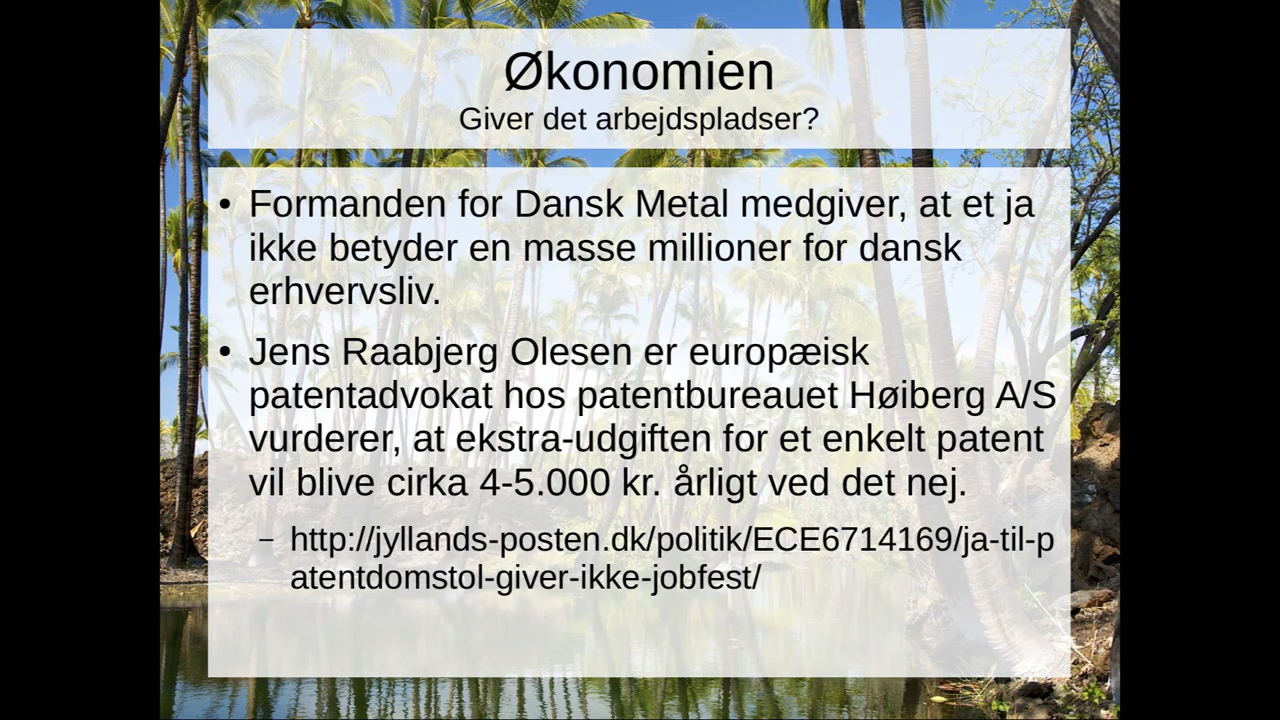 Økonomien
Giver det arbejdspladser?
• Formanden for Dansk Metal medgiver, at et ja
ikke betyder en masse millioner for dansk
erhvervsliv.
• Jens Raabjerg Olesen er europæisk
patentadvokat hos patentbureauet Høiberg A/S
vurderer, at ekstra-udgiften for et enkelt patent
vil blive cirka 4-5.000 kr. årligt ved det nej.
– http://jyllands-posten.dk/politik/ECE6714169/ja-til-p
atentdomstol-giver-ikke-jobfest/